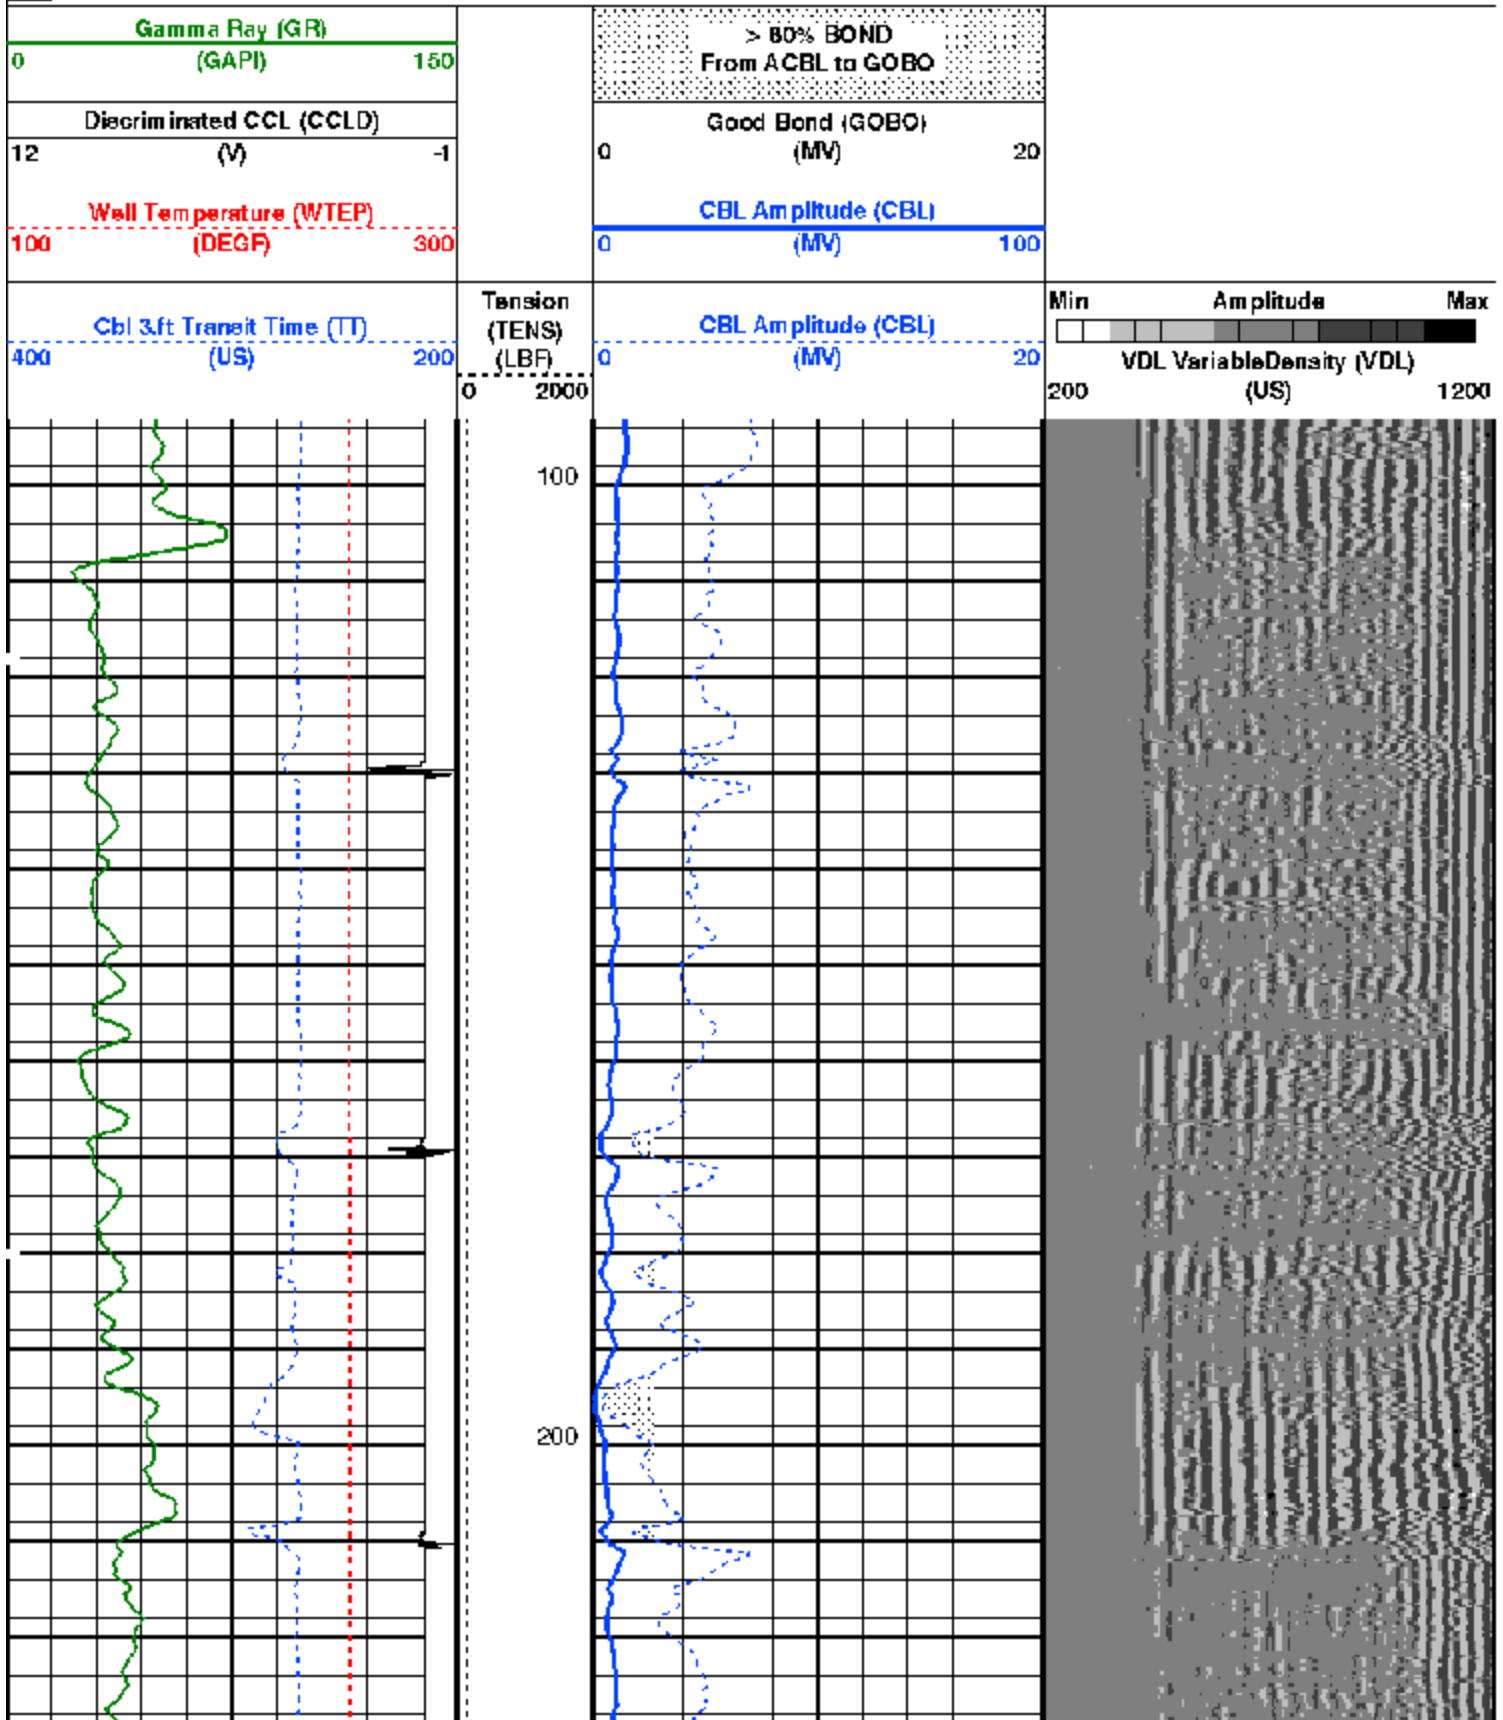 Gamma Ray (GR)
0 (GAPI) 150
Discriminated CCL (CCLD)
12 (V) -1
Well Temperature (WTEP)
100 (DEGF) 300
Cbl 3.ft Transit Time (TT)
400 (US) 200
Tension
(TENS)
(LBF)
0 2000
> 80% BOND
From ACBL to GOBO
Good Bond (GOBO)
0 (MV) 20
CBL Amplitude (CBL)
0 (MV) 100
CBL Amplitude (CBL)
0 (MV) 20
Min Amplitude Max
VDL VariableDensity (VDL)
200 (US) 1200
100
200